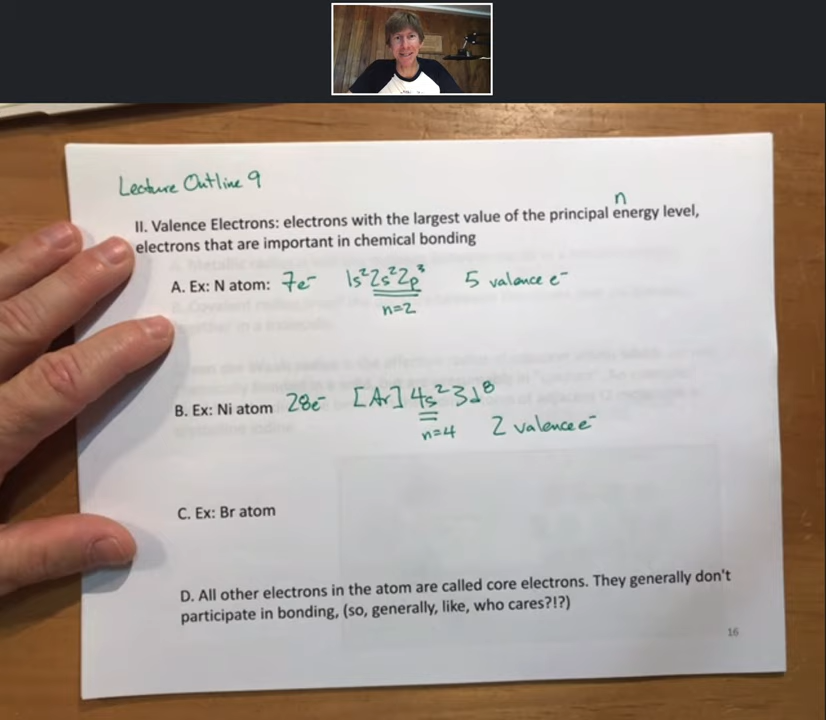 Lecture Outline 9
n
II. Valence Electrons: electrons with the largest value of the principal energy level,
electrons that are important in chemical bonding
A. Ex: N atom: 7e⁻ 1s²2s²2p³ 5 valence e⁻
n=2
B. Ex: Ni atom 28e⁻ [Ar] 4s²3d⁸
n=4 2 valence e⁻
C. Ex: Br atom
D. All other electrons in the atom are called core electrons. They generally don't
participate in bonding, (so, generally, like, who cares?!?)
16